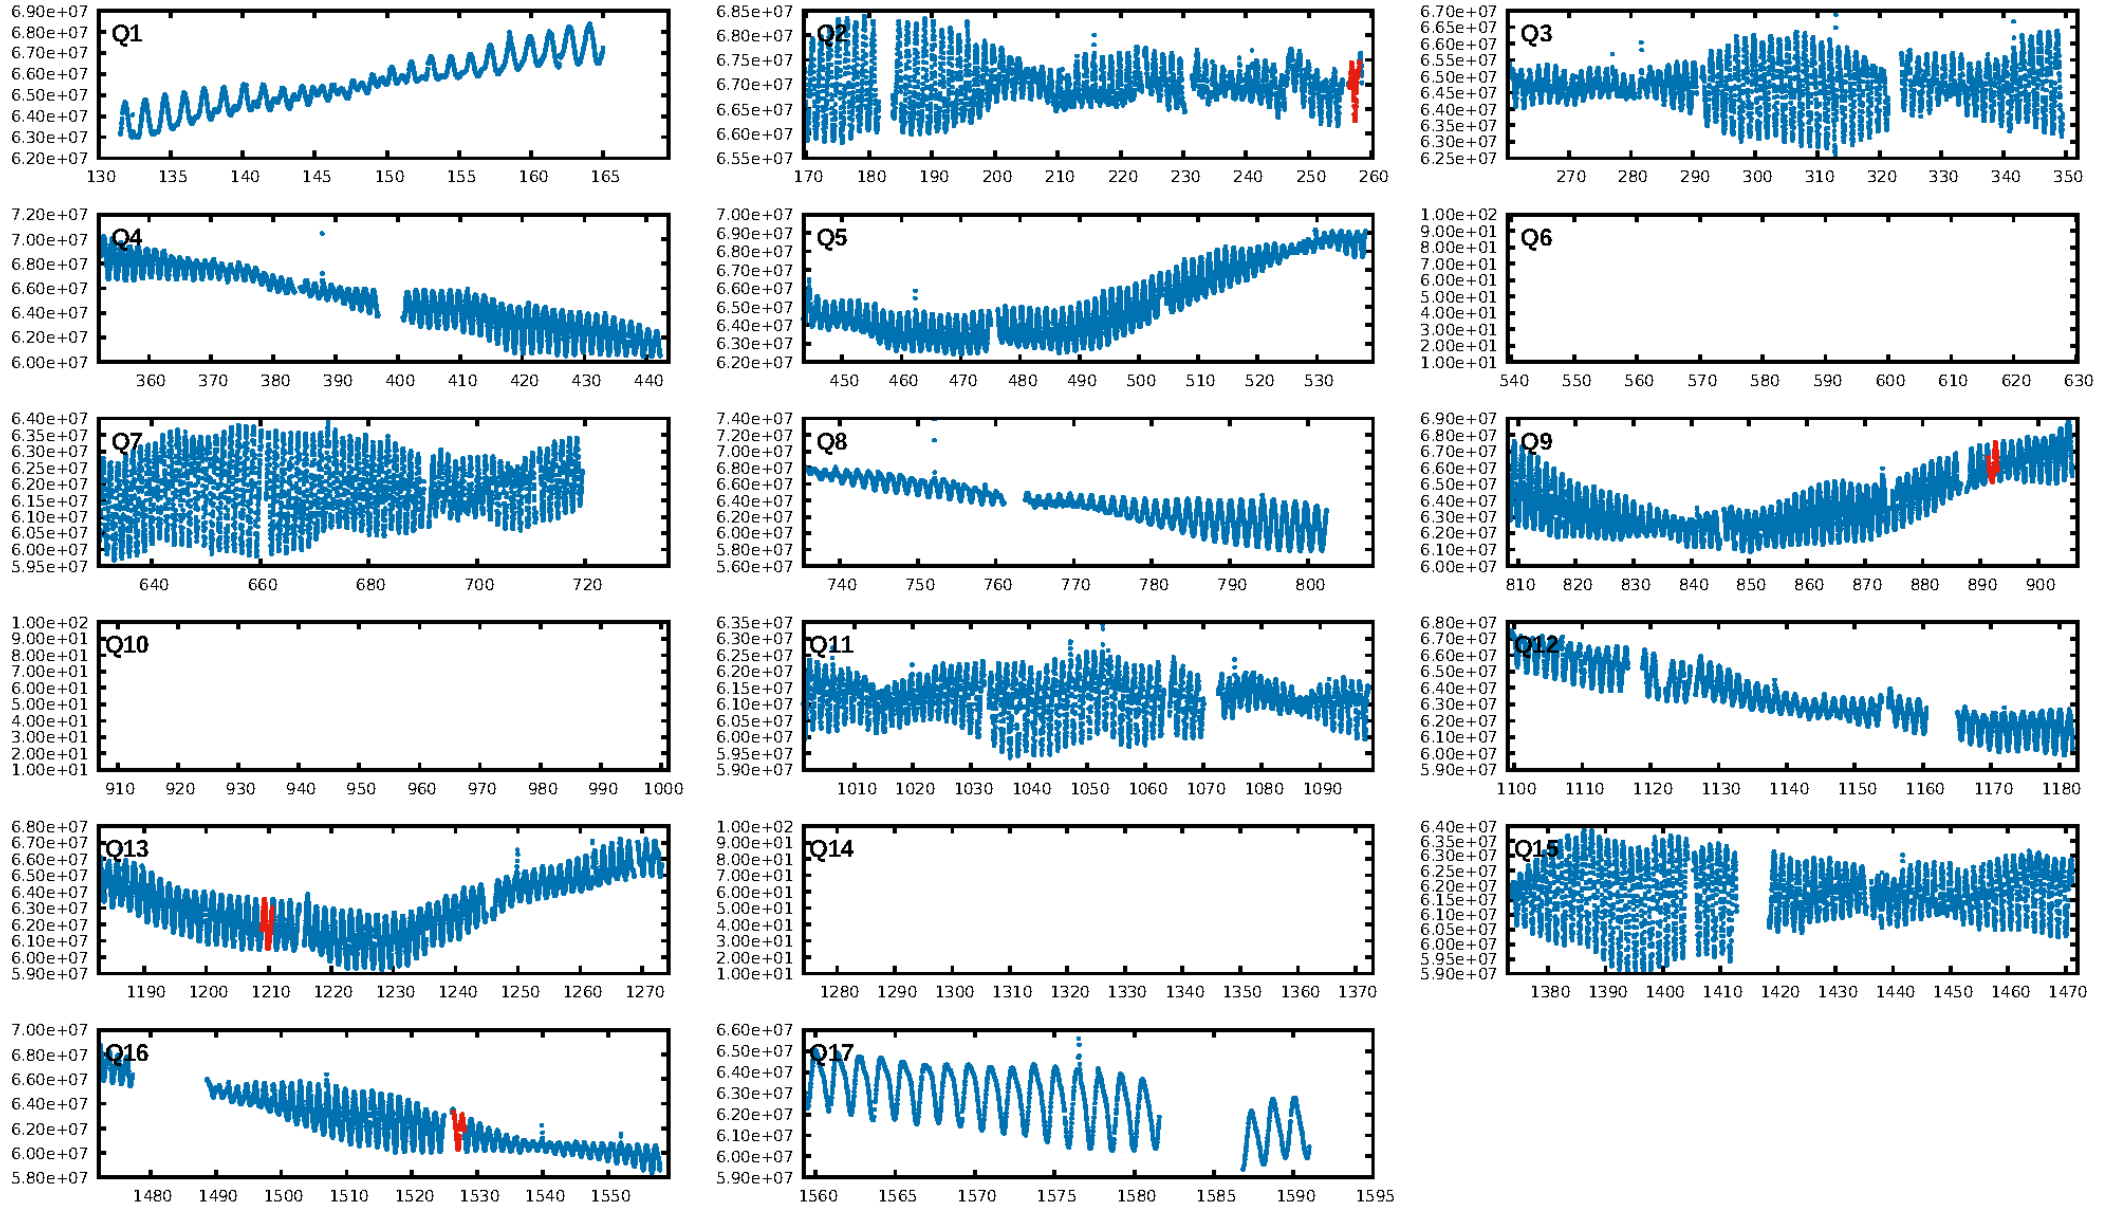 6.90e+07
6.80e+07
Q1
6.70e+07
6.60e+07
6.50e+07
6.40e+07
6.30e+07
6.20e+07
130 135 140 145 150 155 160 165
6.85e+07
6.80e+07
Q2
6.75e+07
6.70e+07
6.65e+07
6.60e+07
6.55e+07
170 180 190 200 210 220 230 240 250 260
6.70e+07
6.65e+07
Q3
6.60e+07
6.55e+07
6.50e+07
6.45e+07
6.40e+07
6.35e+07
6.30e+07
6.25e+07
270 280 290 300 310 320 330 340 350
7.20e+07
7.00e+07
Q4
6.80e+07
6.60e+07
6.40e+07
6.20e+07
6.00e+07
360 370 380 390 400 410 420 430 440
7.00e+07
6.90e+07
Q5
6.80e+07
6.70e+07
6.60e+07
6.50e+07
6.40e+07
6.30e+07
6.20e+07
450 460 470 480 490 500 510 520 530
1.00e+02
9.00e+01
Q6
8.00e+01
7.00e+01
6.00e+01
5.00e+01
4.00e+01
3.00e+01
2.00e+01
1.00e+01
540 550 560 570 580 590 600 610 620 630
6.40e+07
6.35e+07
Q7
6.30e+07
6.25e+07
6.20e+07
6.15e+07
6.10e+07
6.05e+07
6.00e+07
5.95e+07
640 660 680 700 720
7.40e+07
7.20e+07
Q8
7.00e+07
6.80e+07
6.60e+07
6.40e+07
6.20e+07
6.00e+07
5.80e+07
5.60e+07
740 750 760 770 780 790 800
6.90e+07
6.80e+07
Q9
6.70e+07
6.60e+07
6.50e+07
6.40e+07
6.30e+07
6.20e+07
6.10e+07
6.00e+07
810 820 830 840 850 860 870 880 890 900
1.00e+02
9.00e+01
Q10
8.00e+01
7.00e+01
6.00e+01
5.00e+01
4.00e+01
3.00e+01
2.00e+01
1.00e+01
910 920 930 940 950 960 970 980 990 1000
6.35e+07
6.30e+07
Q11
6.25e+07
6.20e+07
6.15e+07
6.10e+07
6.05e+07
6.00e+07
5.95e+07
5.90e+07
1010 1020 1030 1040 1050 1060 1070 1080 1090
6.80e+07
6.70e+07
Q12
6.60e+07
6.50e+07
6.40e+07
6.30e+07
6.20e+07
6.10e+07
6.00e+07
5.90e+07
1100 1110 1120 1130 1140 1150 1160 1170 1180
6.80e+07
6.70e+07
Q13
6.60e+07
6.50e+07
6.40e+07
6.30e+07
6.20e+07
6.10e+07
6.00e+07
5.90e+07
1190 1200 1210 1220 1230 1240 1250 1260 1270
1.00e+02
9.00e+01
Q14
8.00e+01
7.00e+01
6.00e+01
5.00e+01
4.00e+01
3.00e+01
2.00e+01
1.00e+01
1280 1290 1300 1310 1320 1330 1340 1350 1360 1370
6.40e+07
6.35e+07
Q15
6.30e+07
6.25e+07
6.20e+07
6.15e+07
6.10e+07
6.05e+07
6.00e+07
5.95e+07
5.90e+07
1380 1390 1400 1410 1420 1430 1440 1450 1460 1470
7.00e+07
6.80e+07
Q16
6.60e+07
6.40e+07
6.20e+07
6.00e+07
5.80e+07
1480 1490 1500 1510 1520 1530 1540 1550
6.60e+07
6.50e+07
Q17
6.40e+07
6.30e+07
6.20e+07
6.10e+07
6.00e+07
5.90e+07
1560 1565 1570 1575 1580 1585 1590 1595